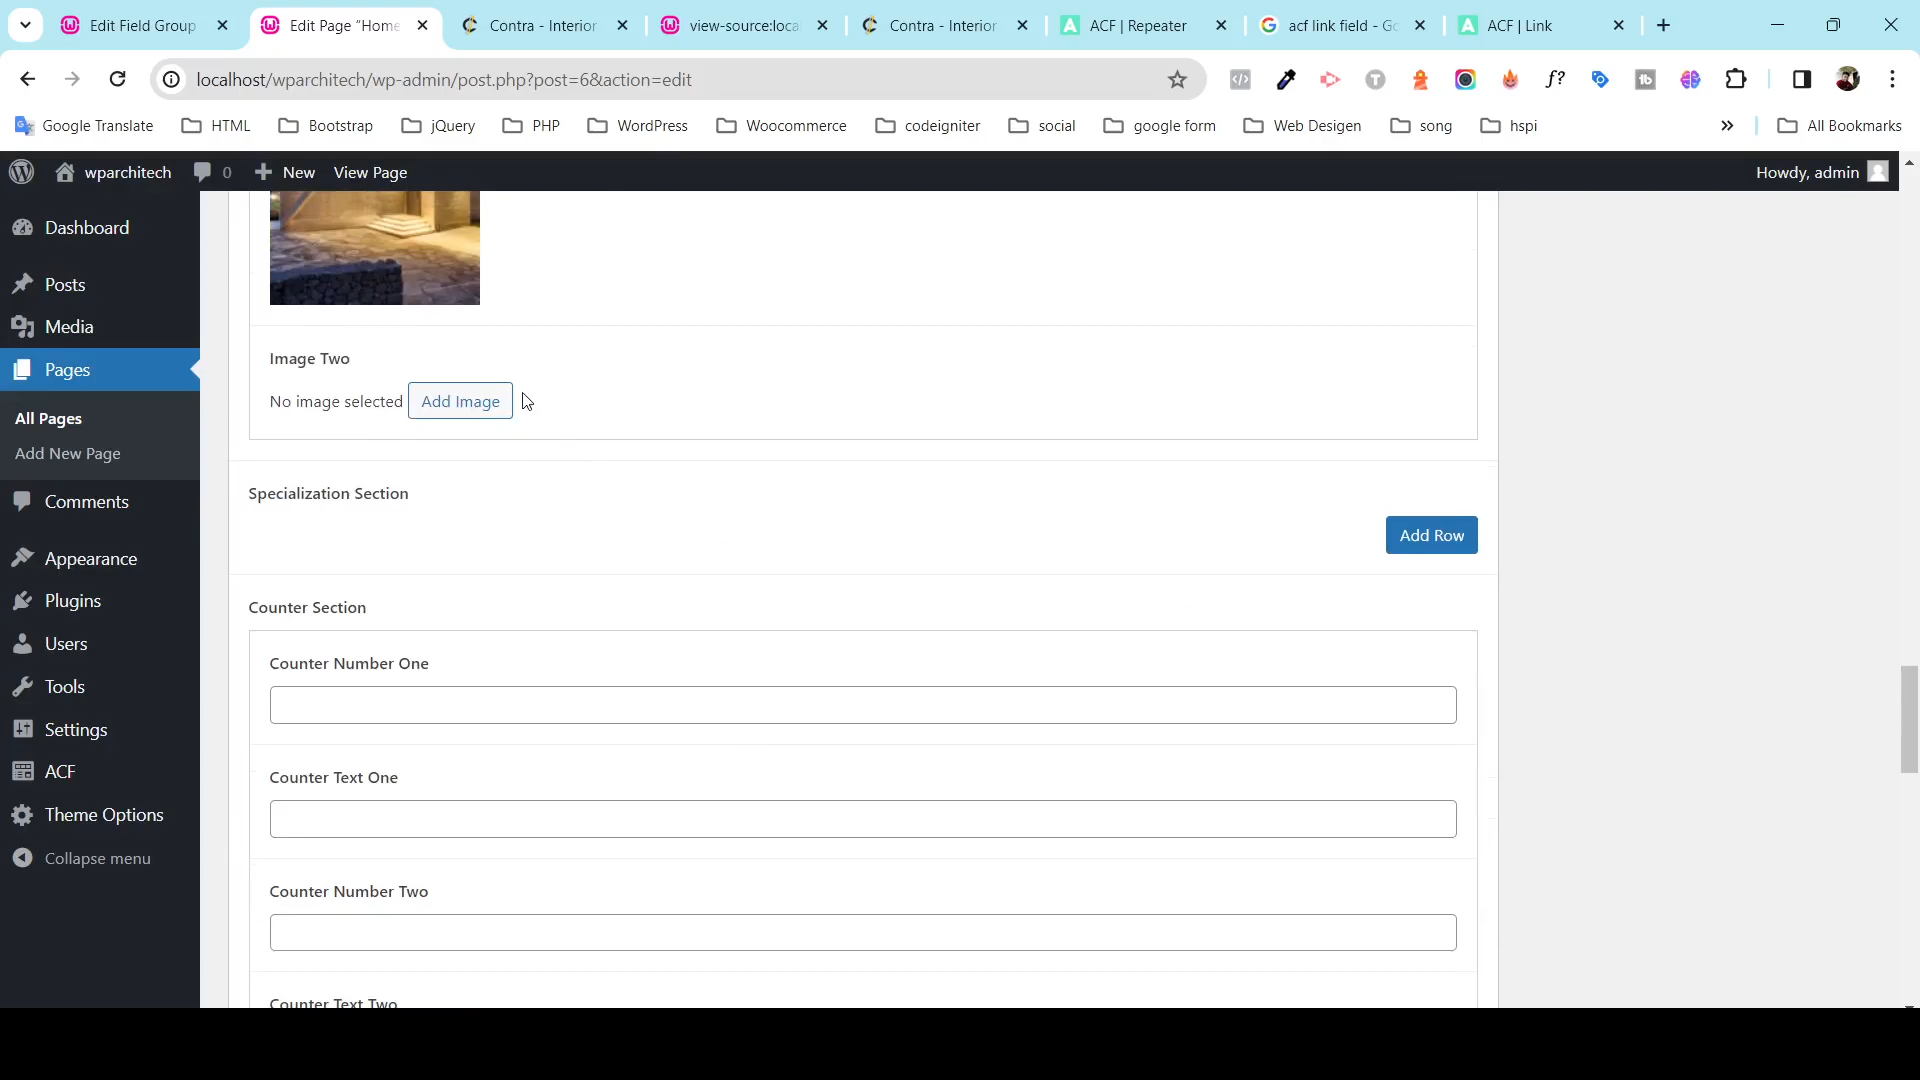 Edit Field Group
Edit Page "Home
Contra - Interior
view-source:loca
Contra - Interior
ACF | Repeater
acf link field - Go
ACF | Link
localhost/wparchitech/wp-admin/post.php?post=6&action=edit
Google Translate
HTML
Bootstrap
jQuery
PHP
WordPress
Woocommerce
codeigniter
social
google form
Web Desigen
song
hspi
All Bookmarks
wparchitech
0
New
View Page
Howdy, admin
Dashboard
Posts
Media
Pages
All Pages
Add New Page
Comments
Appearance
Plugins
Users
Tools
Settings
ACF
Theme Options
Collapse menu
Image Two
No image selected
Add Image
Specialization Section
Add Row
Counter Section
Counter Number One
Counter Text One
Counter Number Two
Counter Text Two